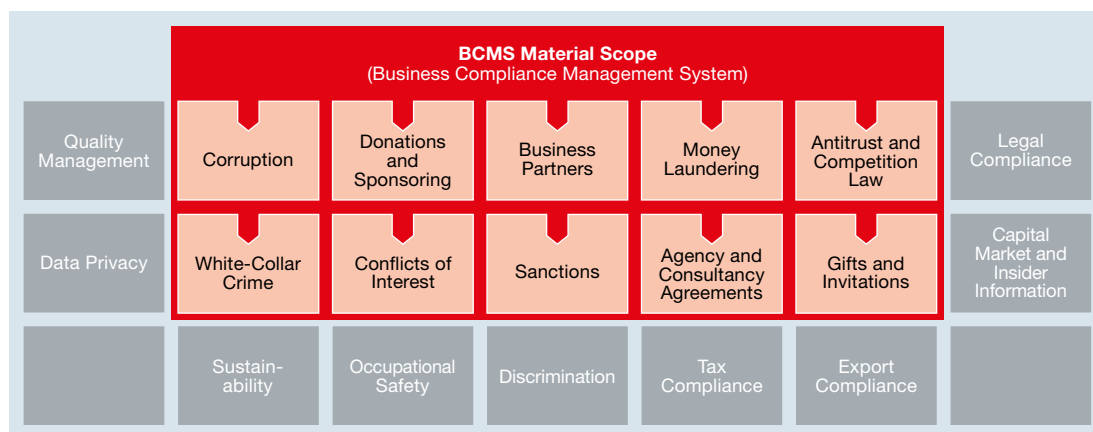 BCMS Material Scope
(Business Compliance Management System)
Quality
Management
Corruption
Donations
and
Sponsoring
Business
Partners
Money
Laundering
Antitrust and
Competition
Law
Legal
Compliance
Data Privacy
White-Collar
Crime
Conflicts of
Interest
Sanctions
Agency and
Consultancy
Agreements
Gifts and
Invitations
Capital
Market and
Insider
Information
Sustain-
ability
Occupational
Safety
Discrimination
Tax
Compliance
Export
Compliance